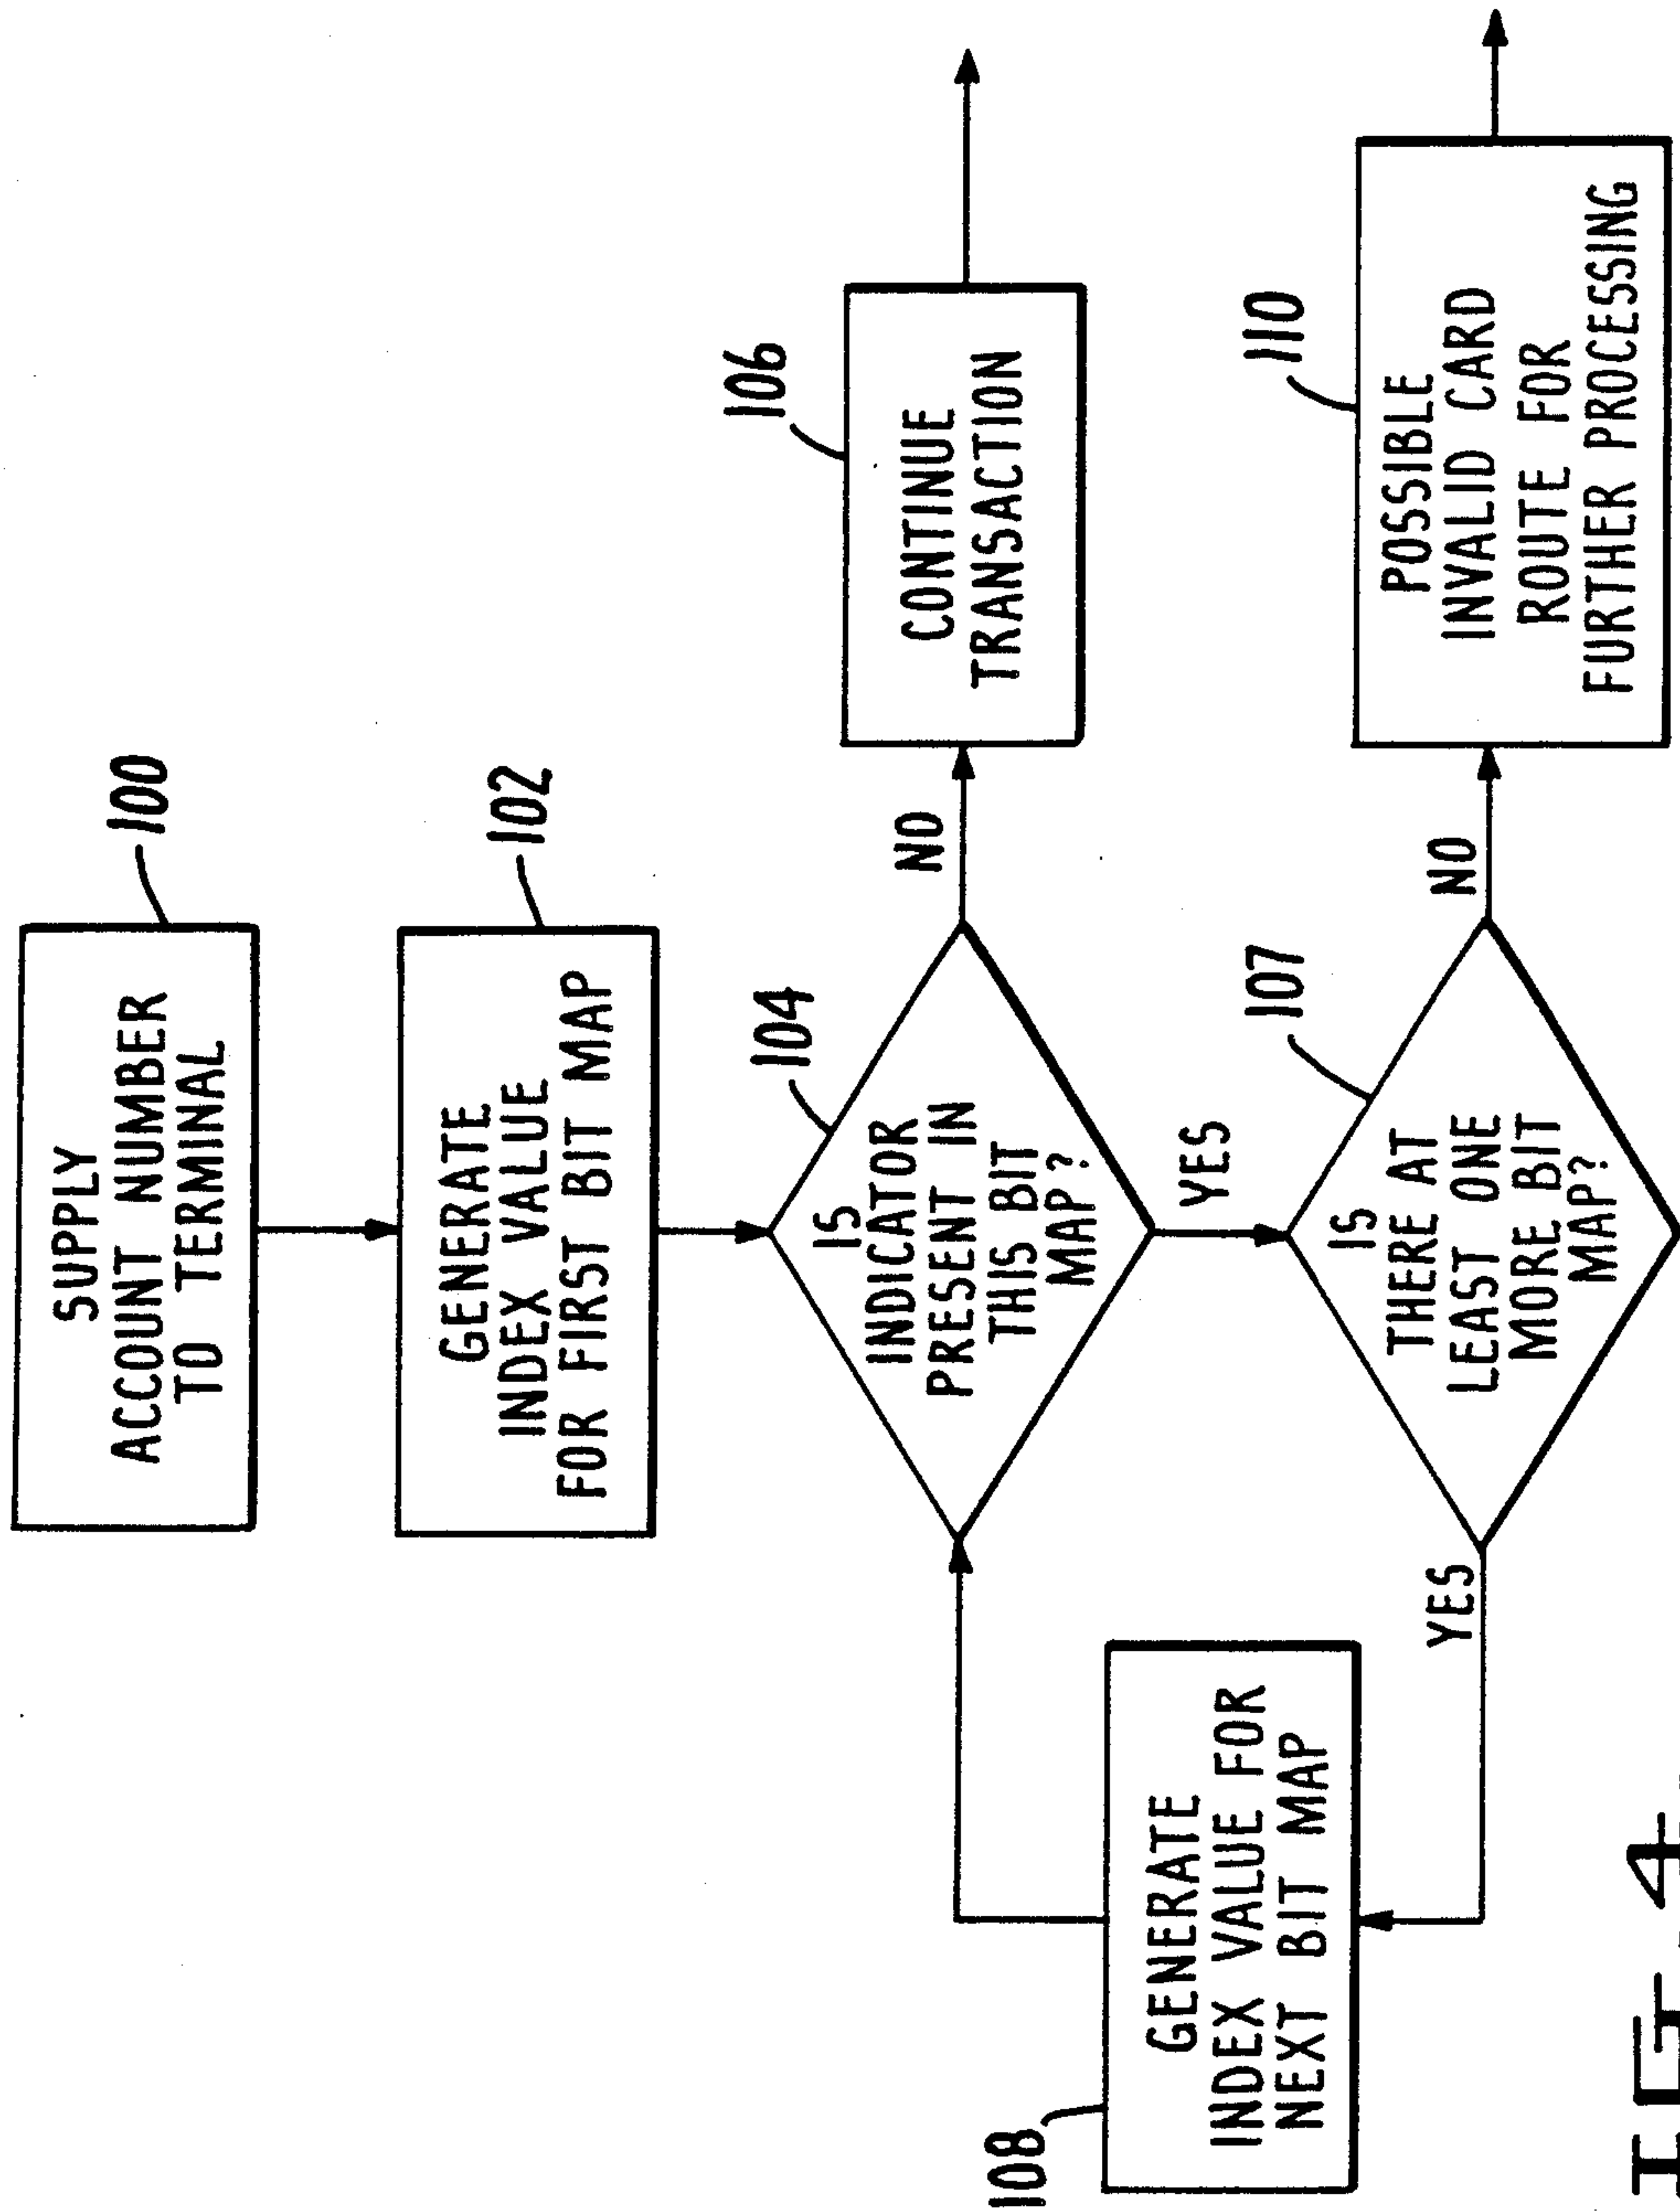 SUPPLY
ACCOUNT NUMBER
TO TERMINAL
100
GENERATE
INDEX VALUE
FOR FIRST BIT MAP
102
IS
INDICATOR
PRESENT IN
THIS BIT
MAP?
104
NO
CONTINUE
TRANSACTION
106
YES
IS
THERE AT
LEAST ONE
MORE BIT
MAP?
107
NO
POSSIBLE
INVALID CARD
ROUTE FOR
FURTHER PROCESSING
110
YES
GENERATE
INDEX VALUE FOR
NEXT BIT MAP
108
IG. 4